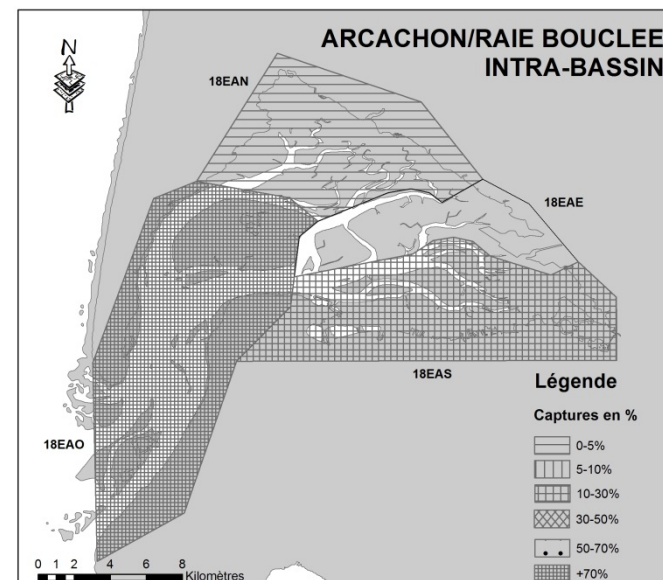 ARCACHON/RAIE BOUCLEE
INTRA-BASSIN
N
18EAN
18EAE
18EAS
18EAO
Légende
Captures en %
0-5%
5-10%
10-30%
30-50%
50-70%
+70%
0 1 2 4 6 8
Kilomètres